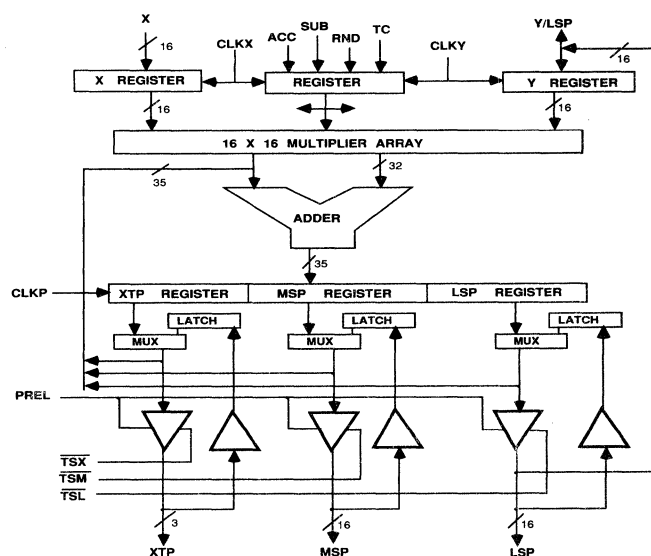 X
Y/LSP
16
CLKX
ACC
SUB
RND
TC
CLKY
16
X REGISTER
REGISTER
Y REGISTER
16
16
16 X 16 MULTIPLIER ARRAY
35
32
ADDER
35
CLKP
XTP REGISTER
MSP REGISTER
LSP REGISTER
LATCH
LATCH
LATCH
MUX
MUX
MUX
PREL
TSX
TSM
TSL
3
16
16
XTP
MSP
LSP